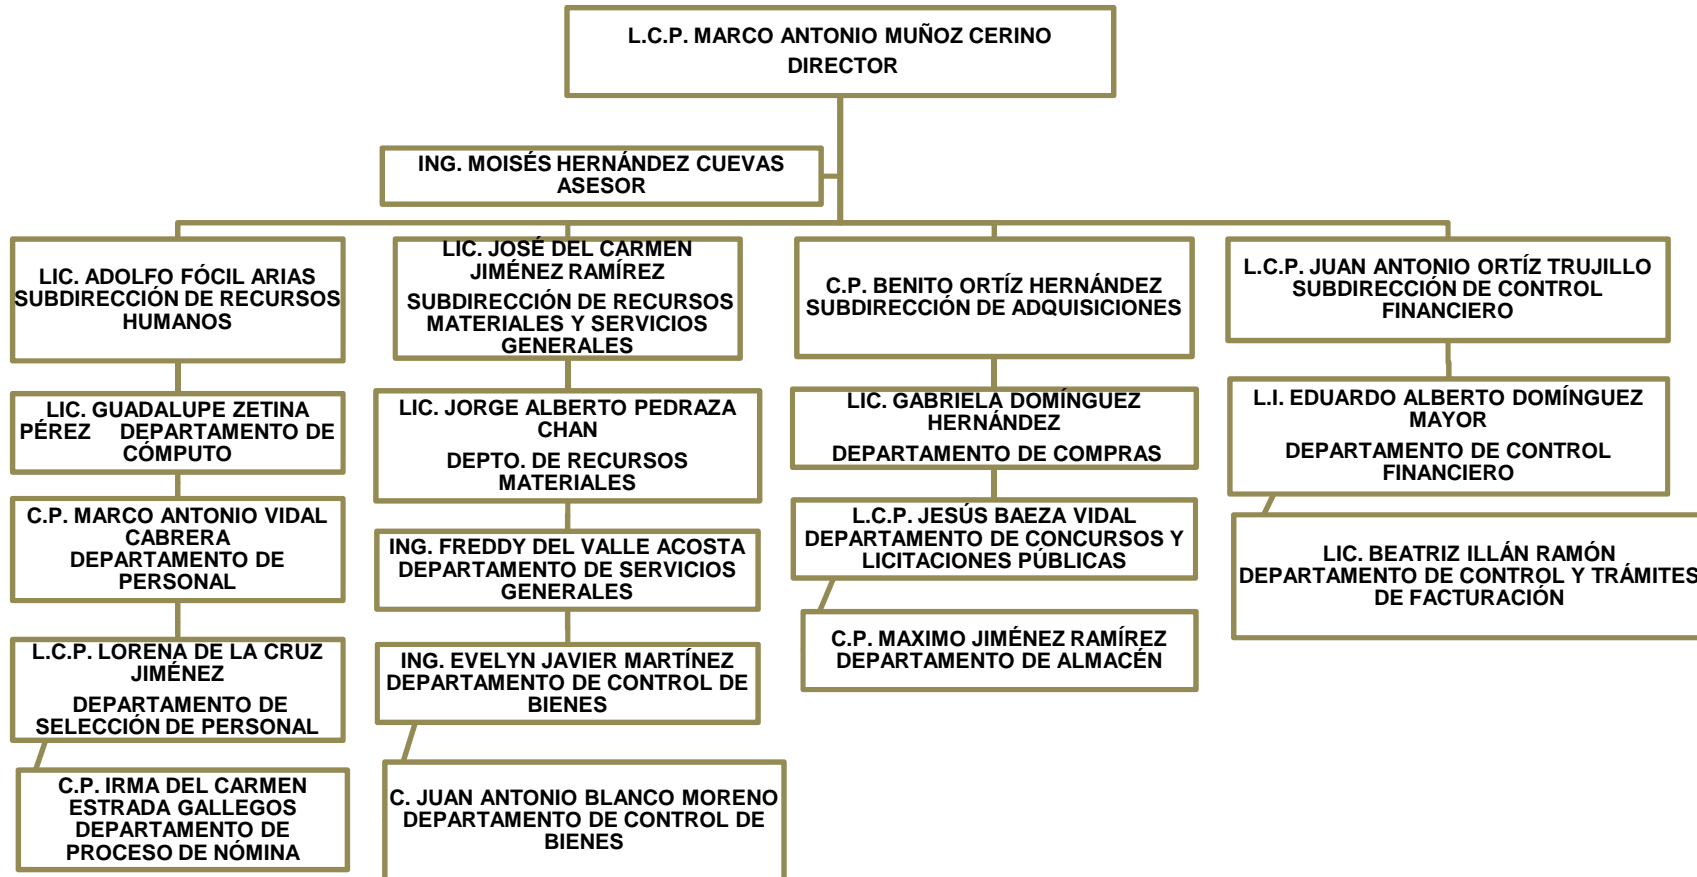 L.C.P. MARCO ANTONIO MUÑOZ CERINO
DIRECTOR
ING. MOISÉS HERNÁNDEZ CUEVAS
ASESOR
LIC. ADOLFO FÓCIL ARIAS
SUBDIRECCIÓN DE RECURSOS
HUMANOS
LIC. GUADALUPE ZETINA
PÉREZ DEPARTAMENTO DE
CÓMPUTO
C.P. MARCO ANTONIO VIDAL
CABRERA
DEPARTAMENTO DE
PERSONAL
L.C.P. LORENA DE LA CRUZ
JIMÉNEZ
DEPARTAMENTO DE
SELECCIÓN DE PERSONAL
C.P. IRMA DEL CARMEN
ESTRADA GALLEGOS
DEPARTAMENTO DE
PROCESO DE NÓMINA
LIC. JOSÉ DEL CARMEN
JIMÉNEZ RAMÍREZ
SUBDIRECCIÓN DE RECURSOS
MATERIALES Y SERVICIOS
GENERALES
LIC. JORGE ALBERTO PEDRAZA
CHAN
DEPTO. DE RECURSOS
MATERIALES
ING. FREDDY DEL VALLE ACOSTA
DEPARTAMENTO DE SERVICIOS
GENERALES
ING. EVELYN JAVIER MARTÍNEZ
DEPARTAMENTO DE CONTROL DE
BIENES
C. JUAN ANTONIO BLANCO MORENO
DEPARTAMENTO DE CONTROL DE
BIENES
C.P. BENITO ORTÍZ HERNÁNDEZ
SUBDIRECCIÓN DE ADQUISICIONES
LIC. GABRIELA DOMÍNGUEZ
HERNÁNDEZ
DEPARTAMENTO DE COMPRAS
L.C.P. JESÚS BAEZA VIDAL
DEPARTAMENTO DE CONCURSOS Y
LICITACIONES PÚBLICAS
C.P. MAXIMO JIMÉNEZ RAMÍREZ
DEPARTAMENTO DE ALMACÉN
L.C.P. JUAN ANTONIO ORTÍZ TRUJILLO
SUBDIRECCIÓN DE CONTROL
FINANCIERO
L.I. EDUARDO ALBERTO DOMÍNGUEZ
MAYOR
DEPARTAMENTO DE CONTROL
FINANCIERO
LIC. BEATRIZ ILLÁN RAMÓN
DEPARTAMENTO DE CONTROL Y TRÁMITES
DE FACTURACIÓN